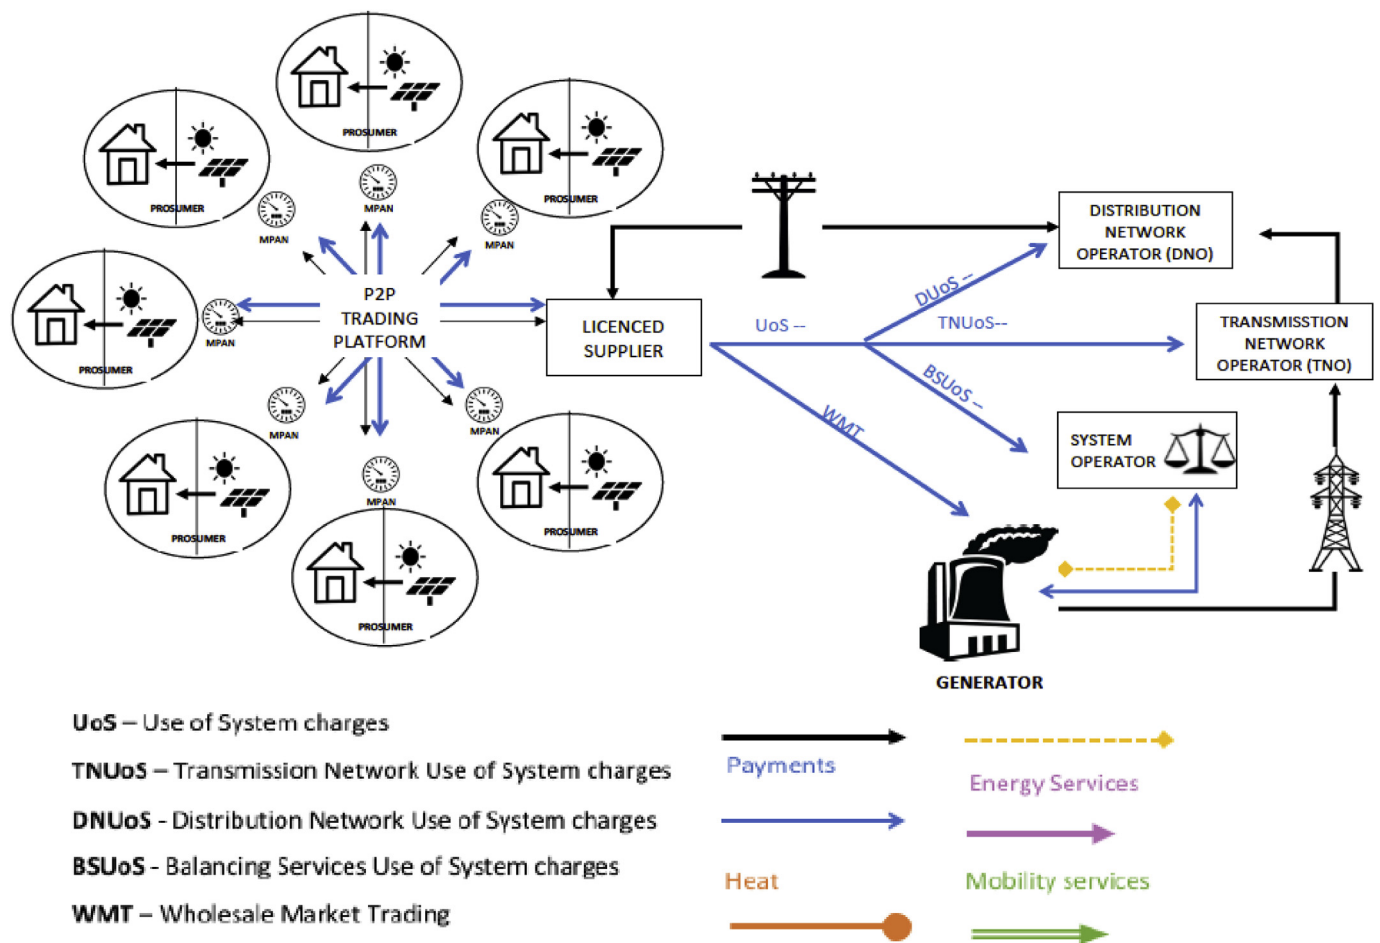 PROSUMER
PROSUMER
PROSUMER
MPAN
MPAN
MPAN
PROSUMER
MPAN
P2P
TRADING
PLATFORM
LICENCED
SUPPLIER
UoS --
DUoS --
TNUoS--
BSUoS --
WMT
DISTRIBUTION
NETWORK
OPERATOR (DNO)
TRANSMISSTION
NETWORK
OPERATOR (TNO)
SYSTEM
OPERATOR
MPAN
MPAN
MPAN
PROSUMER
PROSUMER
PROSUMER
GENERATOR
UoS – Use of System charges
TNUoS – Transmission Network Use of System charges
DNUoS - Distribution Network Use of System charges
BSUoS - Balancing Services Use of System charges
WMT – Wholesale Market Trading
Payments
Energy Services
Heat
Mobility services